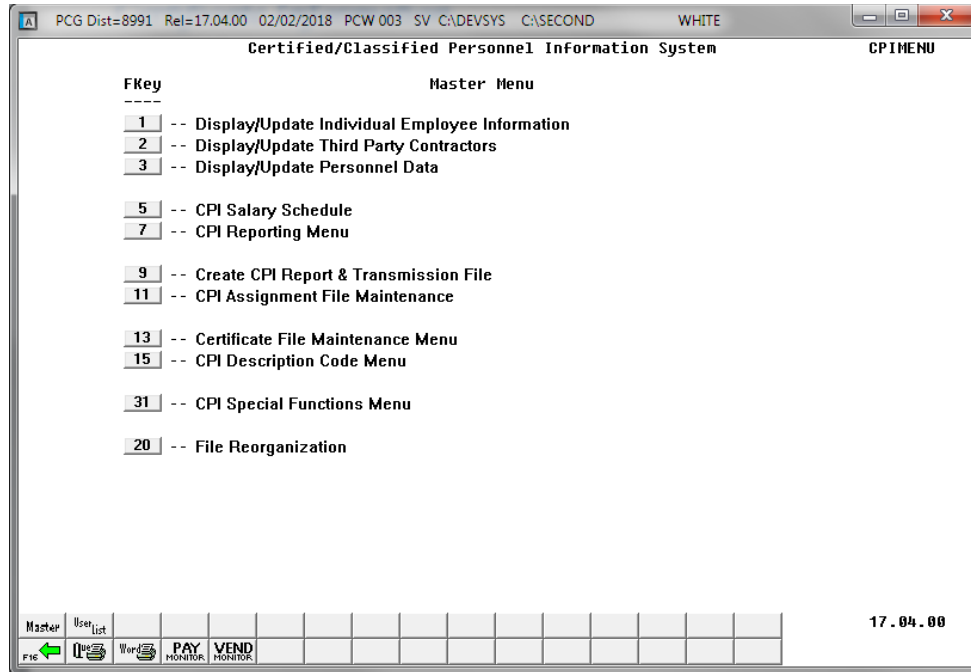 A PCG Dist=8991 Rel=17.04.00 02/02/2018 PCW 003 SV C:\DEVSYS C:\SECOND WHITE
Certified/Classified Personnel Information System CPIMENU
FKey Master Menu
----
1 -- Display/Update Individual Employee Information
2 -- Display/Update Third Party Contractors
3 -- Display/Update Personnel Data
5 -- CPI Salary Schedule
7 -- CPI Reporting Menu
9 -- Create CPI Report & Transmission File
11 -- CPI Assignment File Maintenance
13 -- Certificate File Maintenance Menu
15 -- CPI Description Code Menu
31 -- CPI Special Functions Menu
20 -- File Reorganization
Master User List 17.04.00
F16 Que Word PAY MONITOR VEND MONITOR